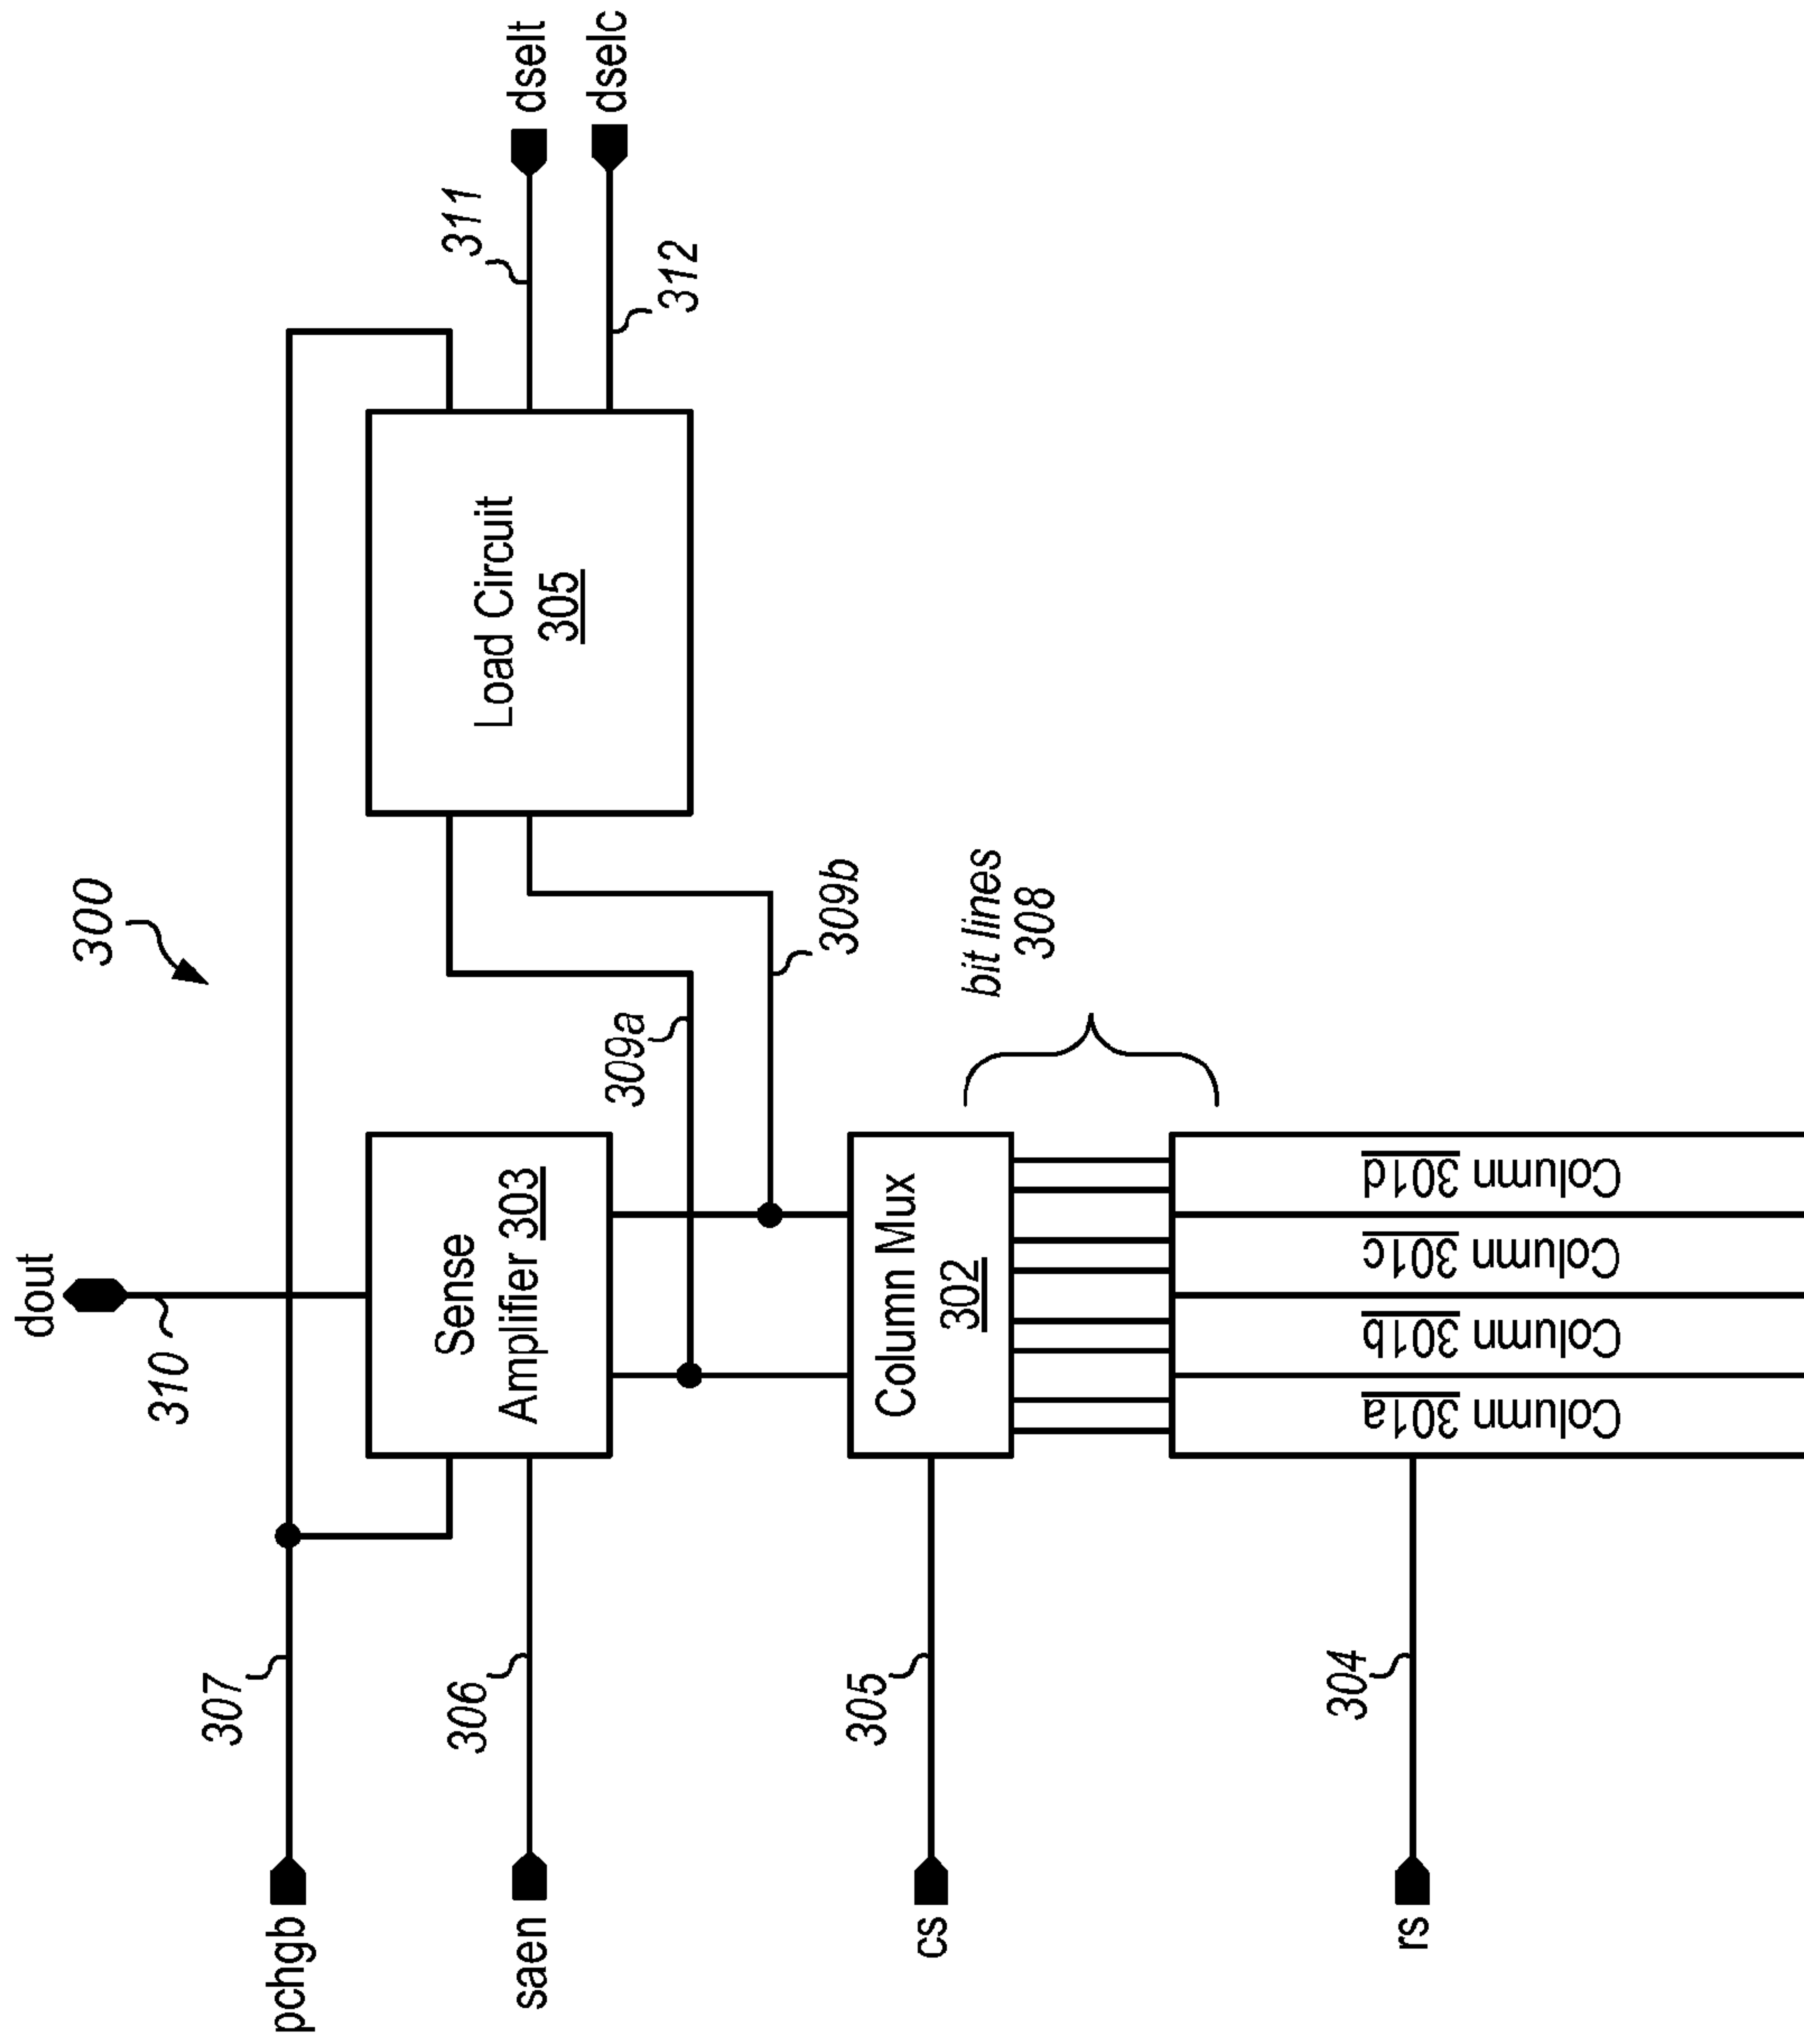 300
dout
310
pchgb
307
saen
306
Sense
Amplifier 303
Load Circuit
305
dselt
311
dselc
312
309a
309b
cs
305
Column Mux
302
bit lines
308
rs
304
Column 301a
Column 301b
Column 301c
Column 301d